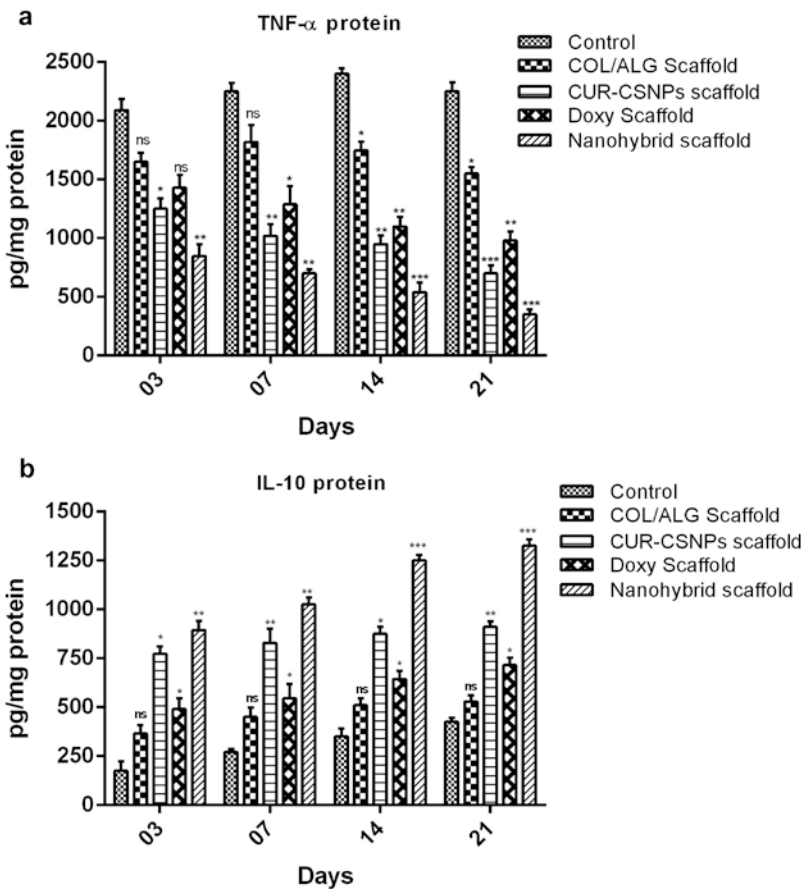 a
TNF-α protein
Control
COL/ALG Scaffold
CUR-CSNPs scaffold
Doxy Scaffold
Nanohybrid scaffold
2500
2000
1500
1000
500
0
pg/mg protein
ns
*
ns
**
ns
**
*
**
*
**
**
***
*
***
**
***
03
07
14
21
Days
b
IL-10 protein
Control
COL/ALG Scaffold
CUR-CSNPs scaffold
Doxy Scaffold
Nanohybrid scaffold
1500
1250
1000
750
500
250
0
pg/mg protein
ns
*
*
**
ns
**
*
**
ns
*
*
***
ns
**
*
***
03
07
14
21
Days